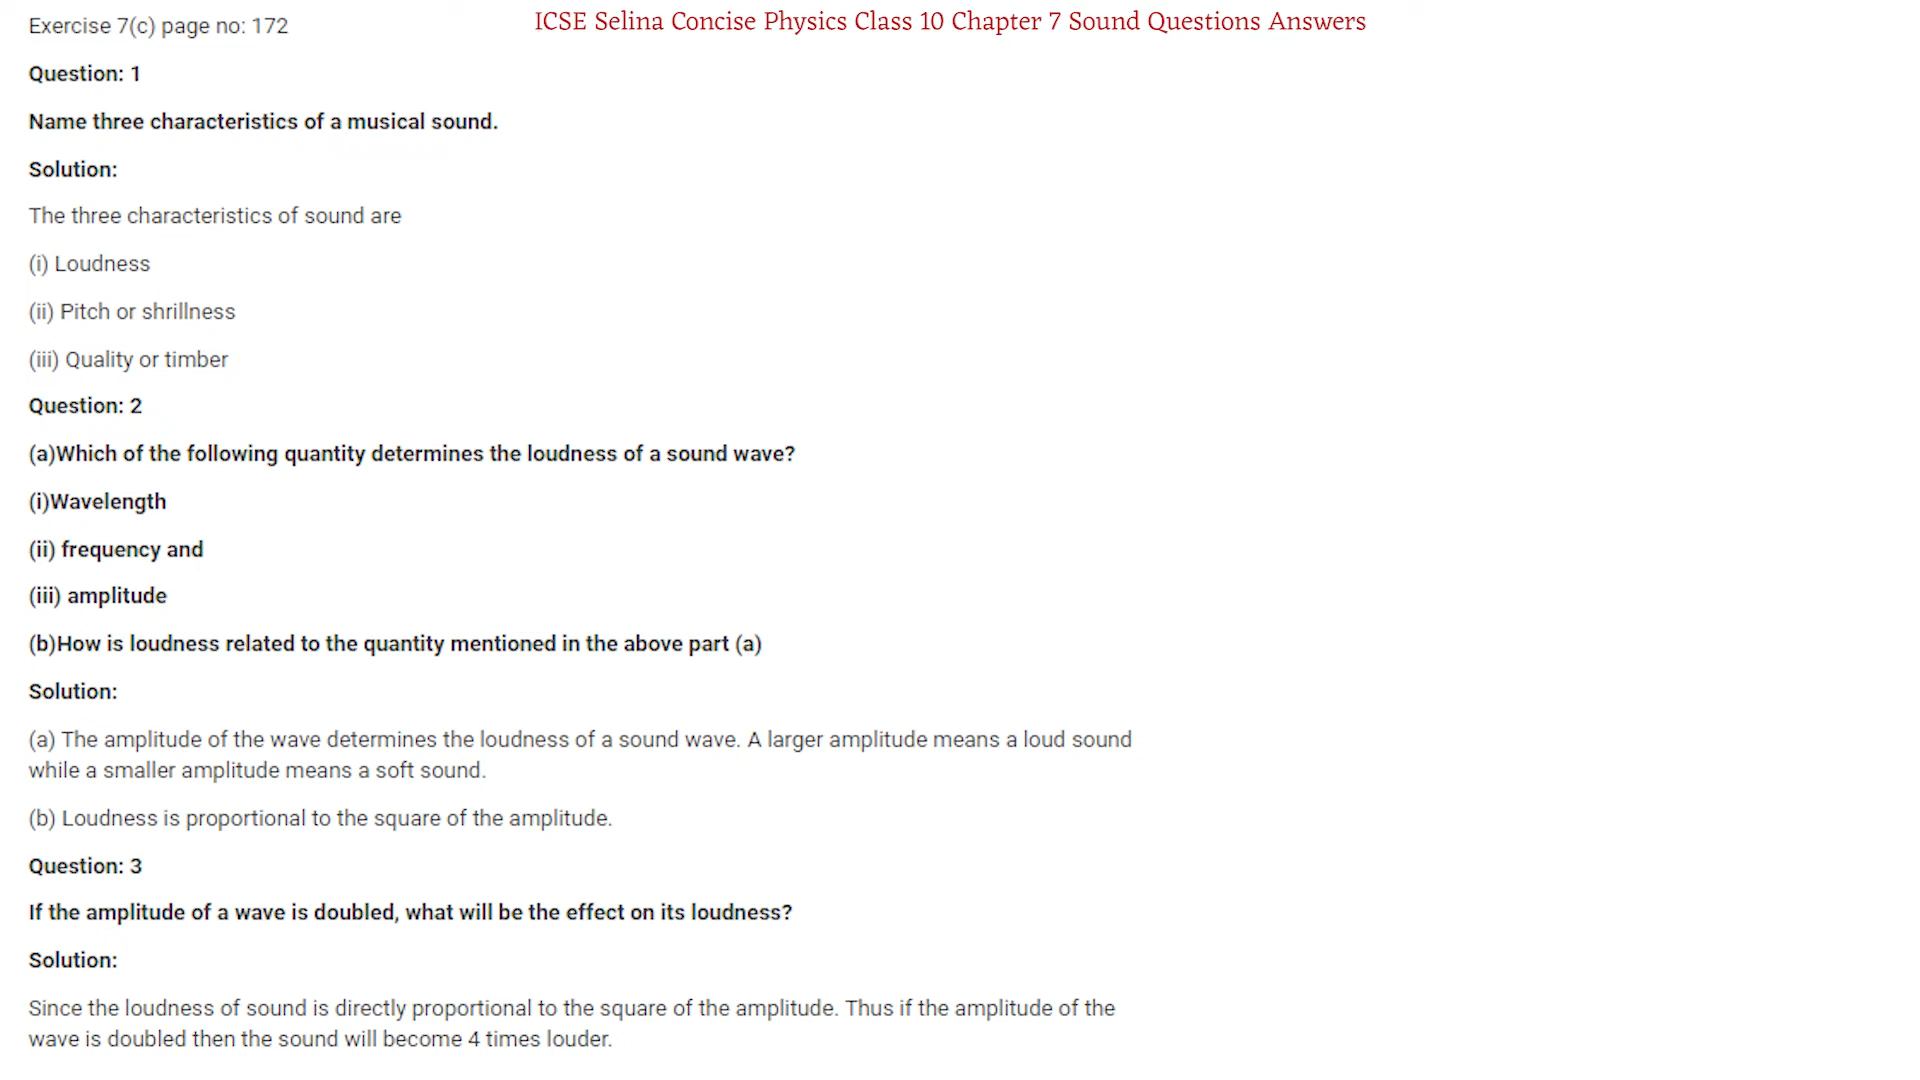 Exercise 7(c) page no: 172
ICSE Selina Concise Physics Class 10 Chapter 7 Sound Questions Answers
Question: 1
Name three characteristics of a musical sound.
Solution:
The three characteristics of sound are
(i) Loudness
(ii) Pitch or shrillness
(iii) Quality or timber
Question: 2
(a)Which of the following quantity determines the loudness of a sound wave?
(i)Wavelength
(ii) frequency and
(iii) amplitude
(b)How is loudness related to the quantity mentioned in the above part (a)
Solution:
(a) The amplitude of the wave determines the loudness of a sound wave. A larger amplitude means a loud sound
while a smaller amplitude means a soft sound.
(b) Loudness is proportional to the square of the amplitude.
Question: 3
If the amplitude of a wave is doubled, what will be the effect on its loudness?
Solution:
Since the loudness of sound is directly proportional to the square of the amplitude. Thus if the amplitude of the
wave is doubled then the sound will become 4 times louder.